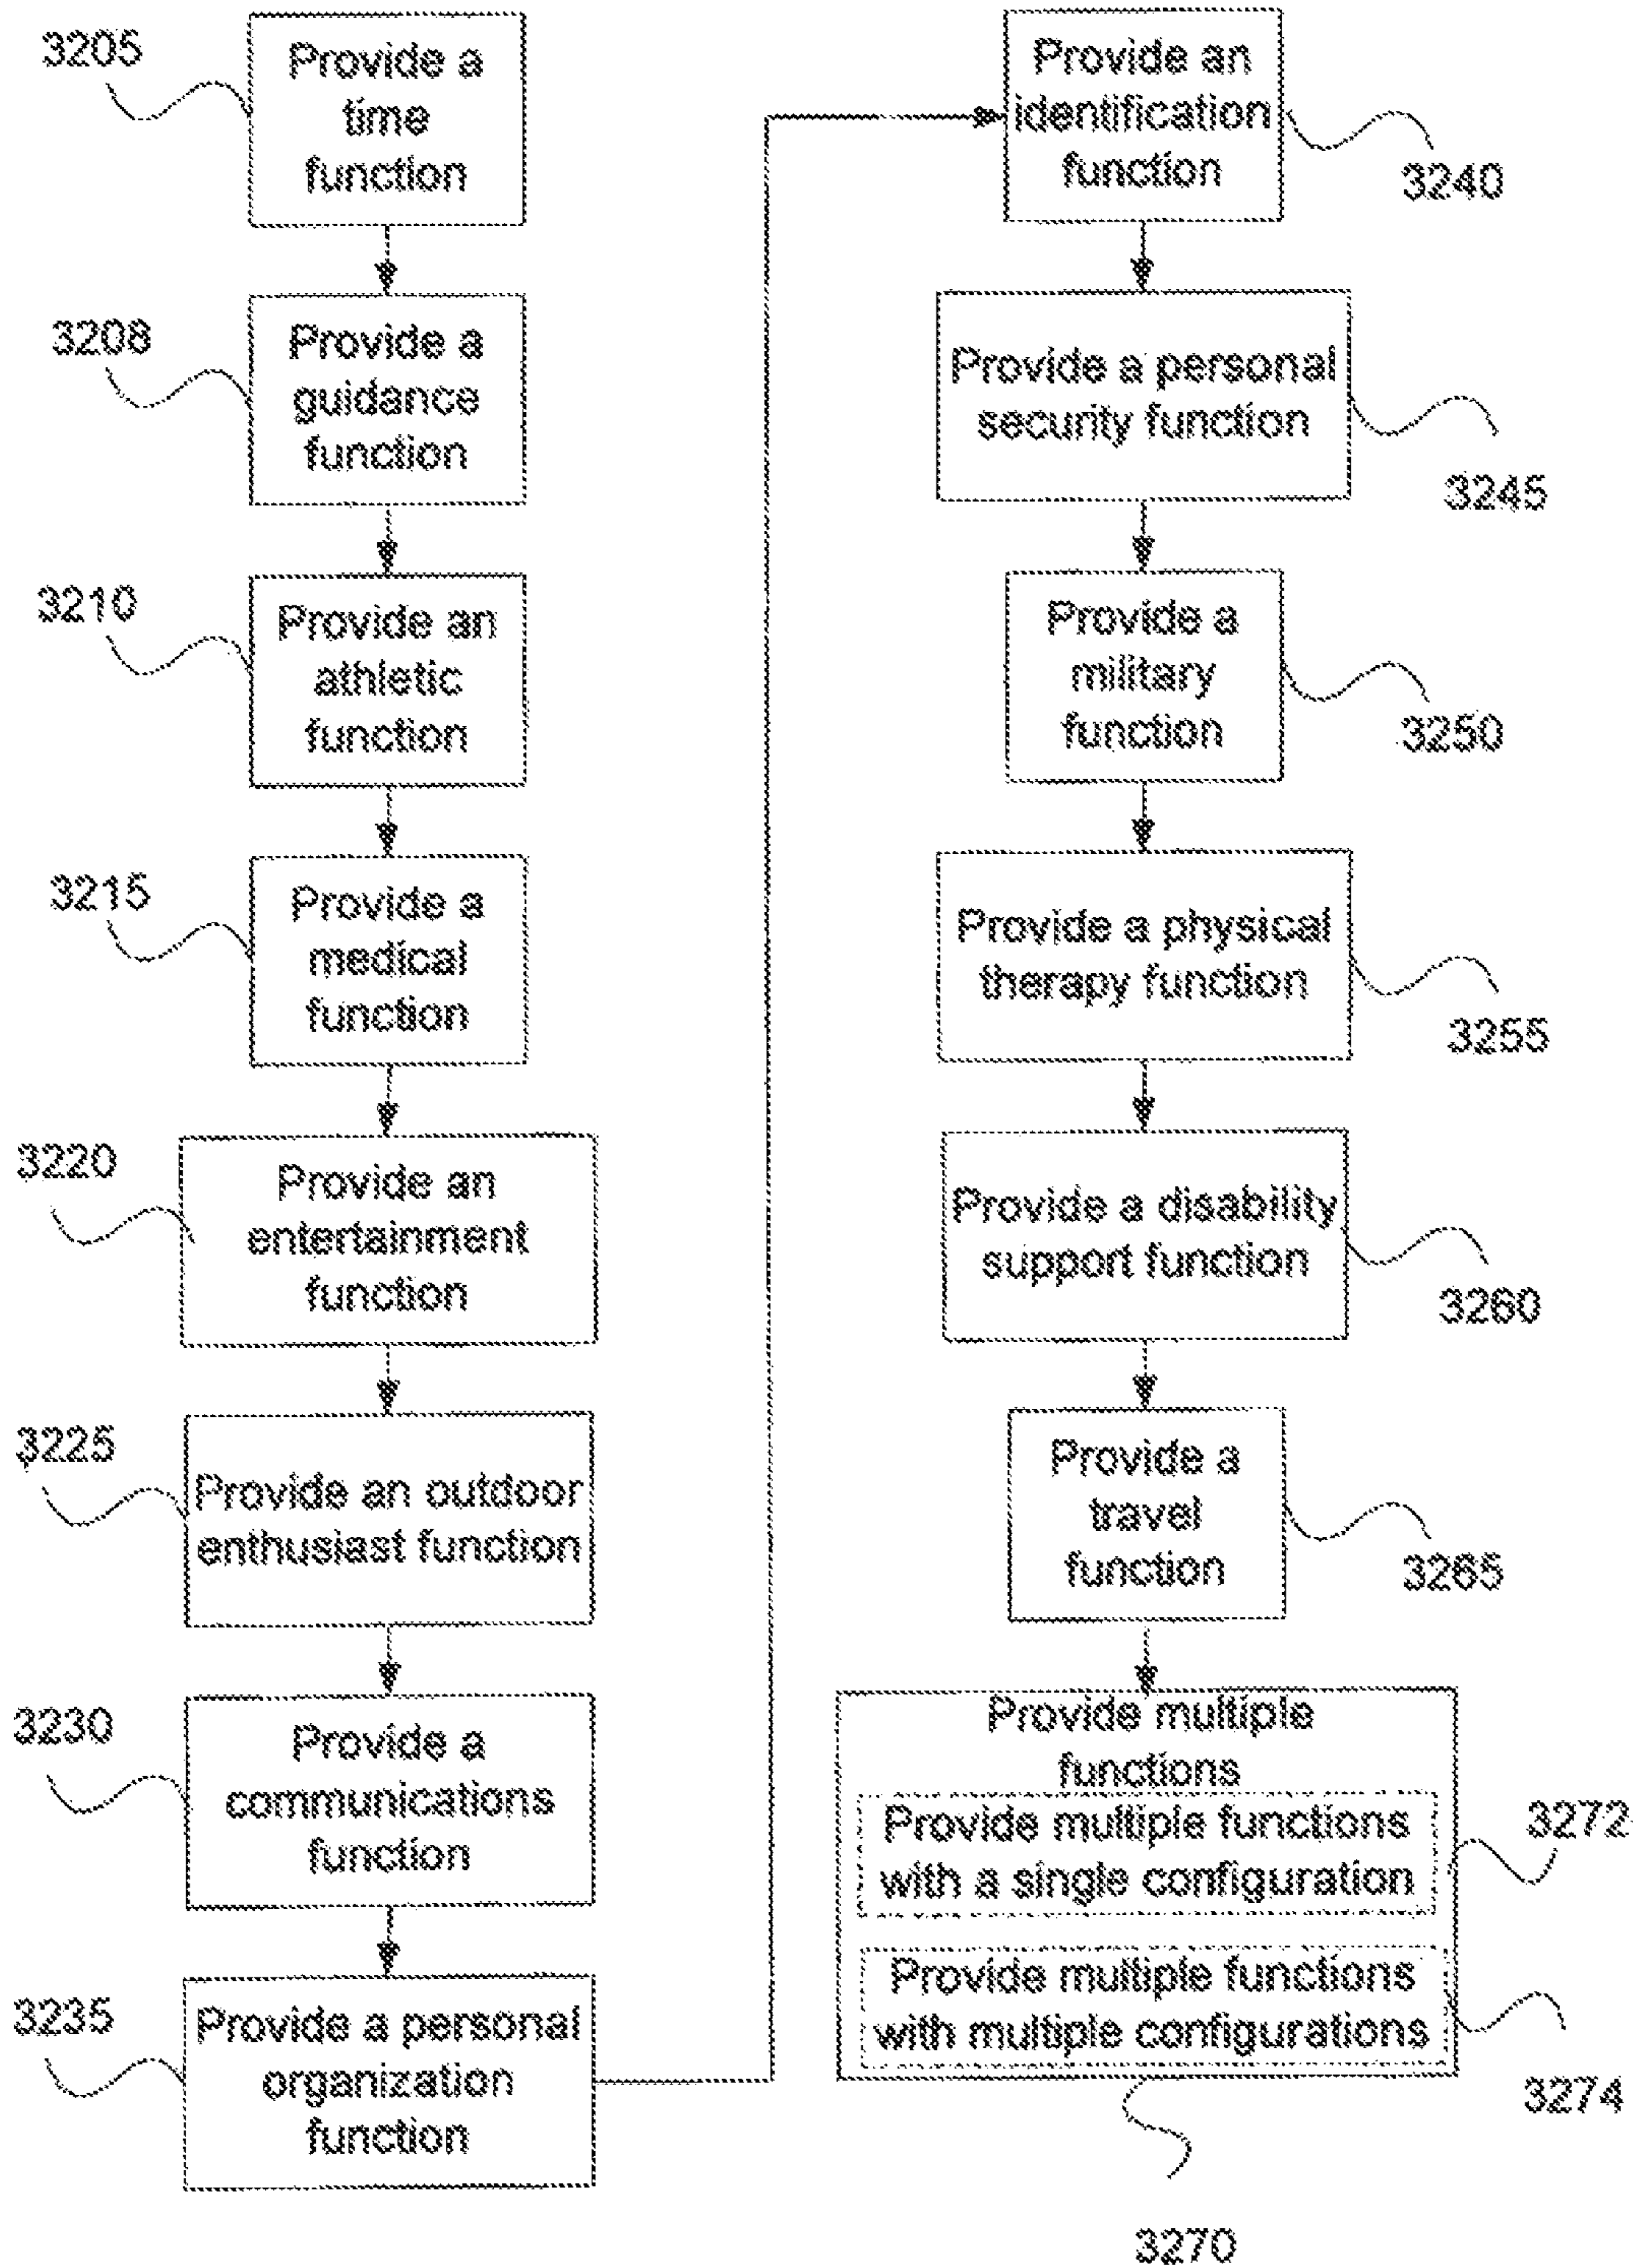 3205
Provide a
time
function
3208
Provide a
guidance
function
3210
Provide an
athletic
function
3215
Provide a
medical
function
3220
Provide an
entertainment
function
3225
Provide an outdoor
enthusiast function
3230
Provide a
communications
function
3235
Provide a personal
organization
function
Provide an
identification
function
3240
Provide a personal
security function
3245
Provide a
military
function
3250
Provide a physical
therapy function
3255
Provide a disability
support function
3260
Provide a
travel
function
3265
Provide multiple
functions
Provide multiple functions
with a single configuration
3272
Provide multiple functions
with multiple configurations
3274
3270